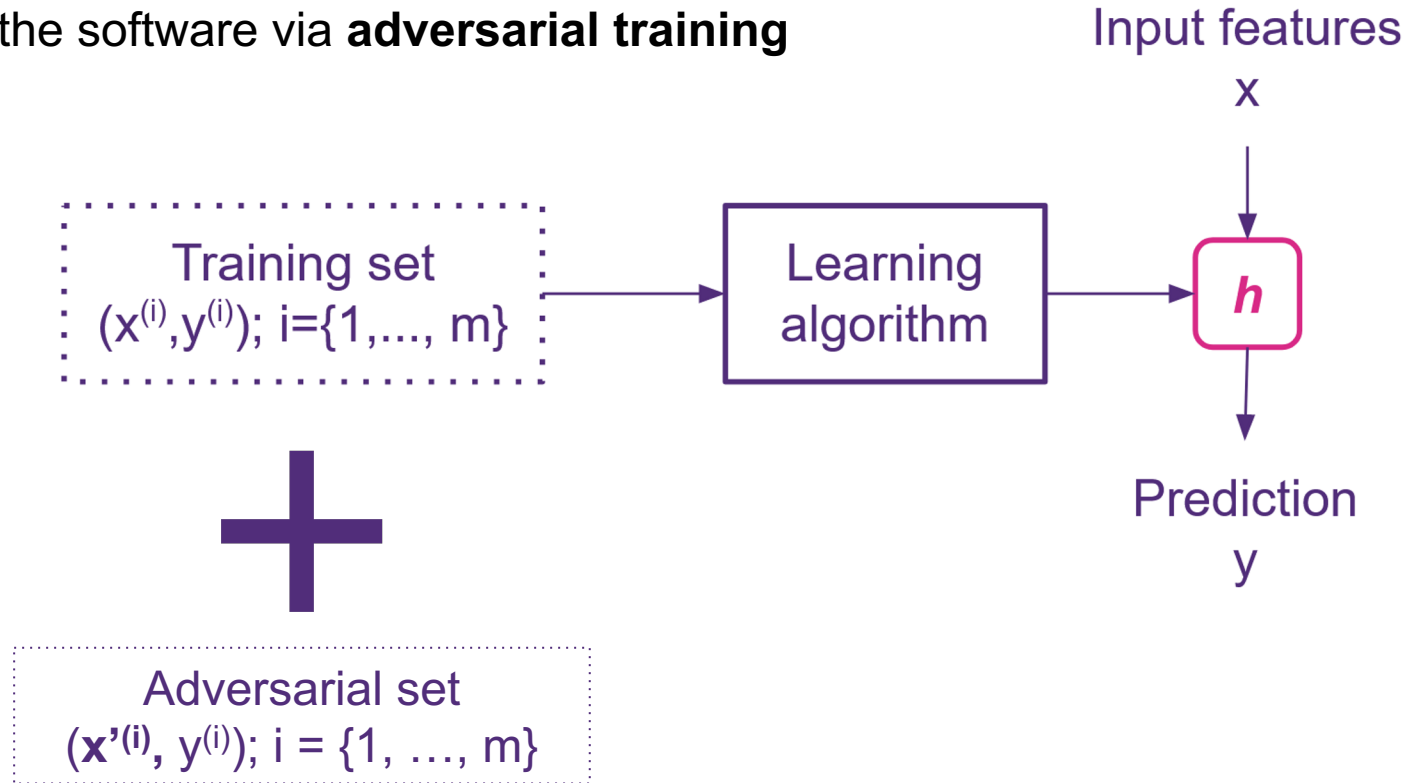 the software via adversarial training
Input features
x
Training set
(x⁽ⁱ⁾,y⁽ⁱ⁾); i={1,..., m}
Learning
algorithm
h
Prediction
y
Adversarial set
(x’⁽ⁱ⁾, y⁽ⁱ⁾); i = {1, …, m}